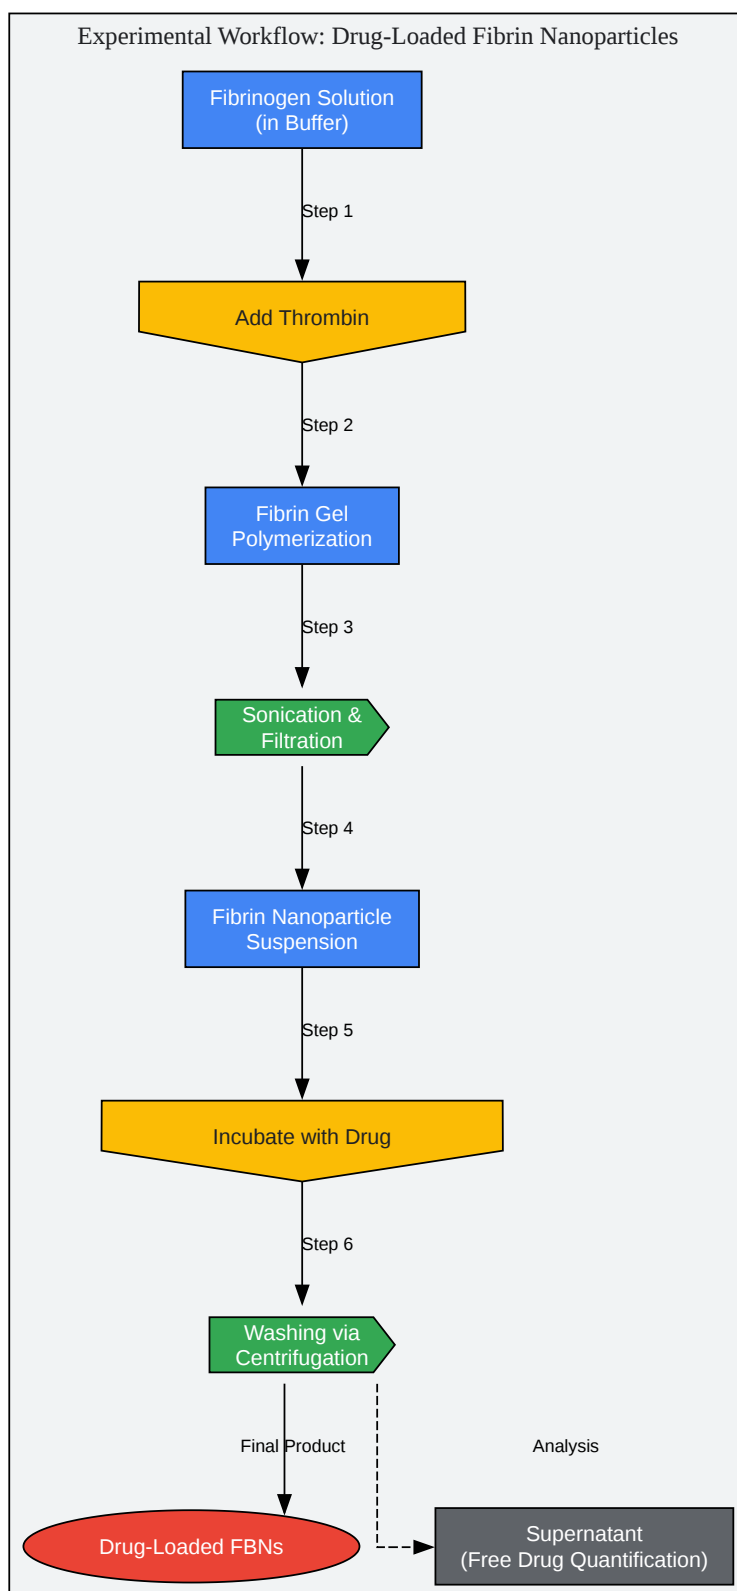 Experimental Workflow: Drug-Loaded Fibrin Nanoparticles
Fibrinogen Solution
(in Buffer)
Step 1
Add Thrombin
Step 2
Fibrin Gel
Polymerization
Step 3
Sonication &
Filtration
Step 4
Fibrin Nanoparticle
Suspension
Step 5
Incubate with Drug
Step 6
Washing via
Centrifugation
Final Product
Analysis
Drug-Loaded FBNs
Supernatant
(Free Drug Quantification)